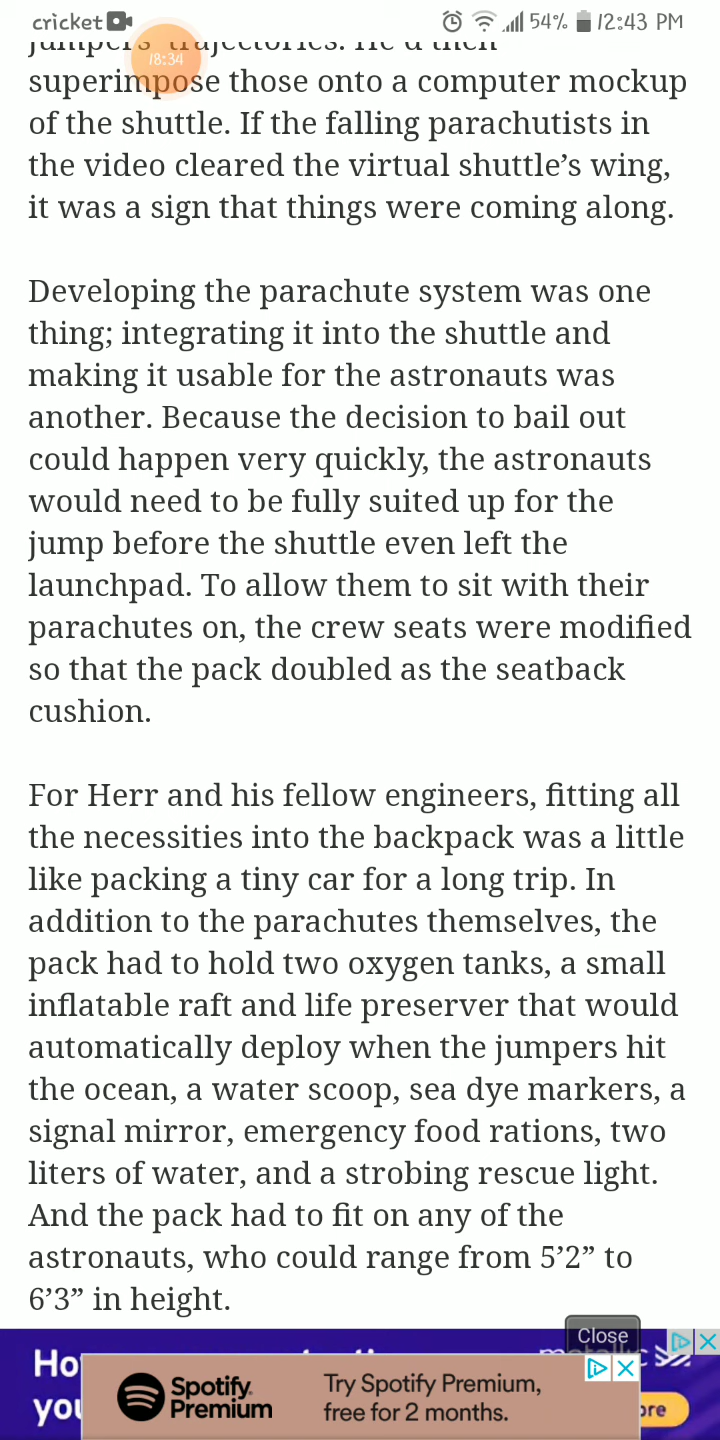 cricket 54% 12:43 PM
18:34
jumpers' trajectories. He'd then
superimpose those onto a computer mockup
of the shuttle. If the falling parachutists in
the video cleared the virtual shuttle’s wing,
it was a sign that things were coming along.
Developing the parachute system was one
thing; integrating it into the shuttle and
making it usable for the astronauts was
another. Because the decision to bail out
could happen very quickly, the astronauts
would need to be fully suited up for the
jump before the shuttle even left the
launchpad. To allow them to sit with their
parachutes on, the crew seats were modified
so that the pack doubled as the seatback
cushion.
For Herr and his fellow engineers, fitting all
the necessities into the backpack was a little
like packing a tiny car for a long trip. In
addition to the parachutes themselves, the
pack had to hold two oxygen tanks, a small
inflatable raft and life preserver that would
automatically deploy when the jumpers hit
the ocean, a water scoop, sea dye markers, a
signal mirror, emergency food rations, two
liters of water, and a strobing rescue light.
And the pack had to fit on any of the
astronauts, who could range from 5’2” to
6’3” in height.
Close
Spotify Premium
Try Spotify Premium,
free for 2 months.